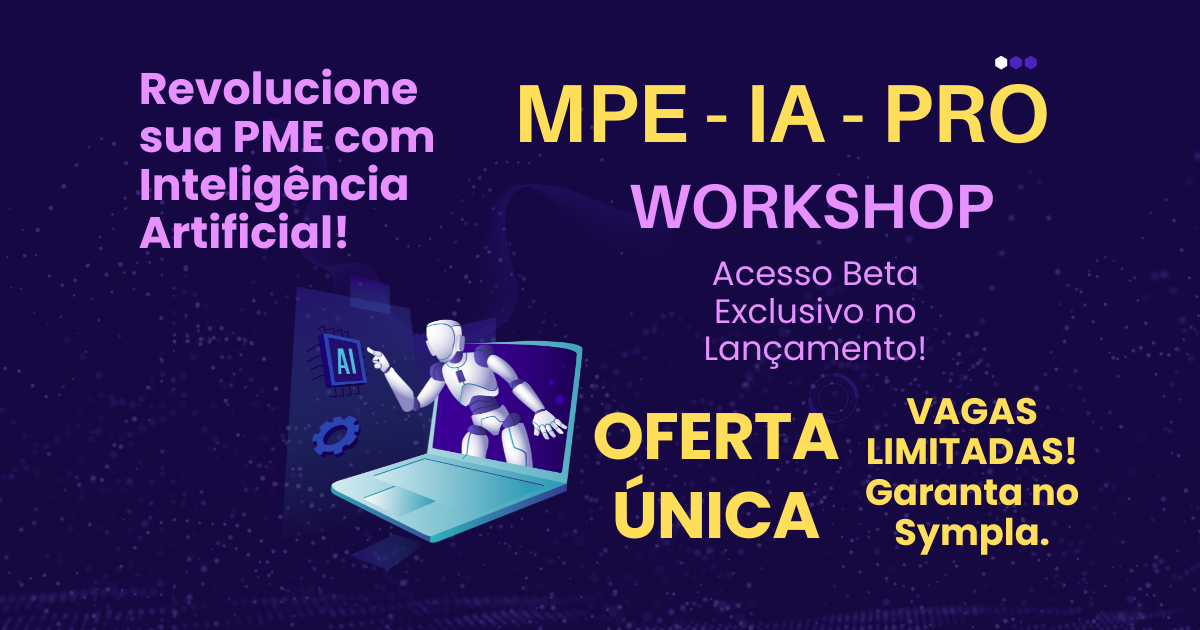 Revolucione
sua PME com
Inteligência
Artificial!
MPE - IA - PRO
WORKSHOP
Acesso Beta
Exclusivo no
Lançamento!
AI
OFERTA
ÚNICA
VAGAS
LIMITADAS!
Garanta no
Sympla.